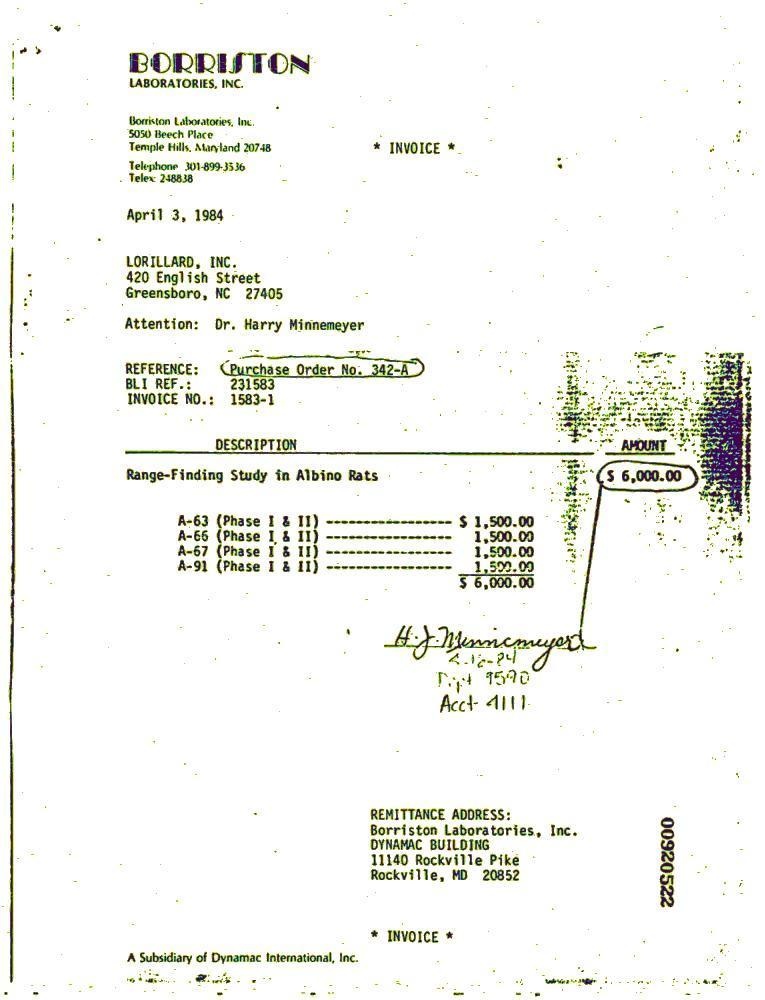 BORRISTON
LABORATORIES, INC.
Borriston Laboratories, Inc.
5050 Beech Place
Temple Hills, Maryland 20748
* INVOICE *
Telephone 301-899-3536
Telex 248838
April 3, 1984
LORILLARD, INC.
420 English Street
Greensboro, NC 27405
Attention: Dr. Harry Minnemeyer
REFERENCE: Purchase Order No. 342-A
BLI REF.: 231583
INVOICE NO.: 1583-1
DESCRIPTION AMOUNT
Range-Finding Study in Albino Rats $ 6,000.00
A-63 (Phase I & II) ----------------- $ 1,500.00
A-66 (Phase I & II) ----------------- 1,500.00
A-67 (Phase I & II) ----------------- 1,500.00
A-91 (Phase I & II) ----------------- 1,500.00
$ 6,000.00
H.J. Minnemeyer
4-16-84
Dept 9590
Acct 4111
REMITTANCE ADDRESS:
Borriston Laboratories, Inc.
DYNAMAC BUILDING
11140 Rockville Pike
Rockville, MD 20852
00920522
* INVOICE *
A Subsidiary of Dynamac International, Inc.